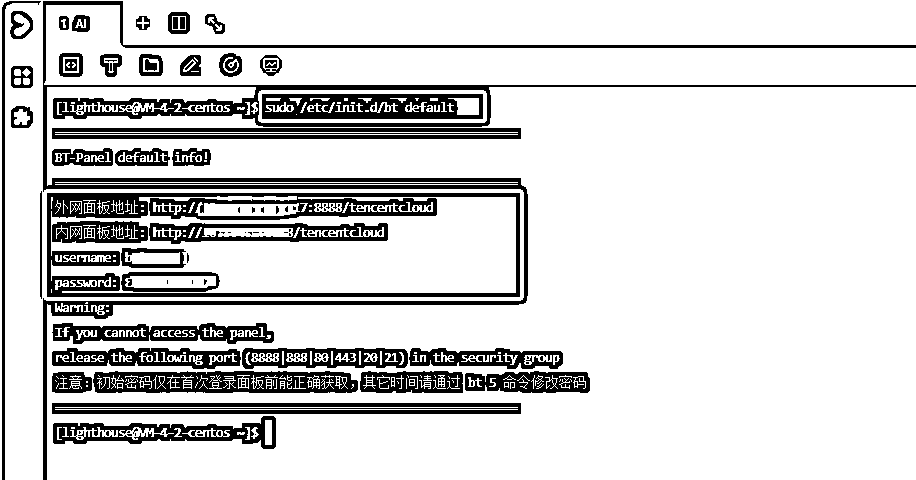 1 AI
[lighthouse@VM-4-2-centos ~]$ sudo /etc/init.d/bt default
BT-Panel default info!
外网面板地址: http://7:8888/tencentcloud
内网面板地址: http:///tencentcloud
username: b
password:
Warning:
If you cannot access the panel,
release the following port (8888|888|80|443|20|21) in the security group
注意: 初始密码仅在首次登录面板前能正确获取, 其它时间请通过 bt 5 命令修改密码
[lighthouse@VM-4-2-centos ~]$